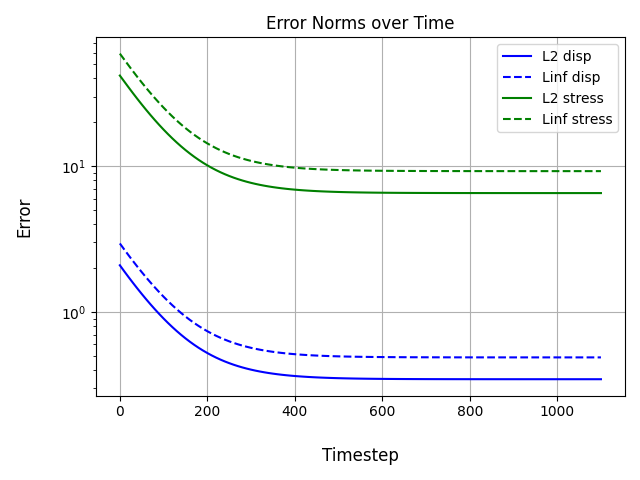 Error Norms over Time
L2 disp
Linf disp
L2 stress
Linf stress
Error
10¹
10⁰
0 200 400 600 800 1000
Timestep